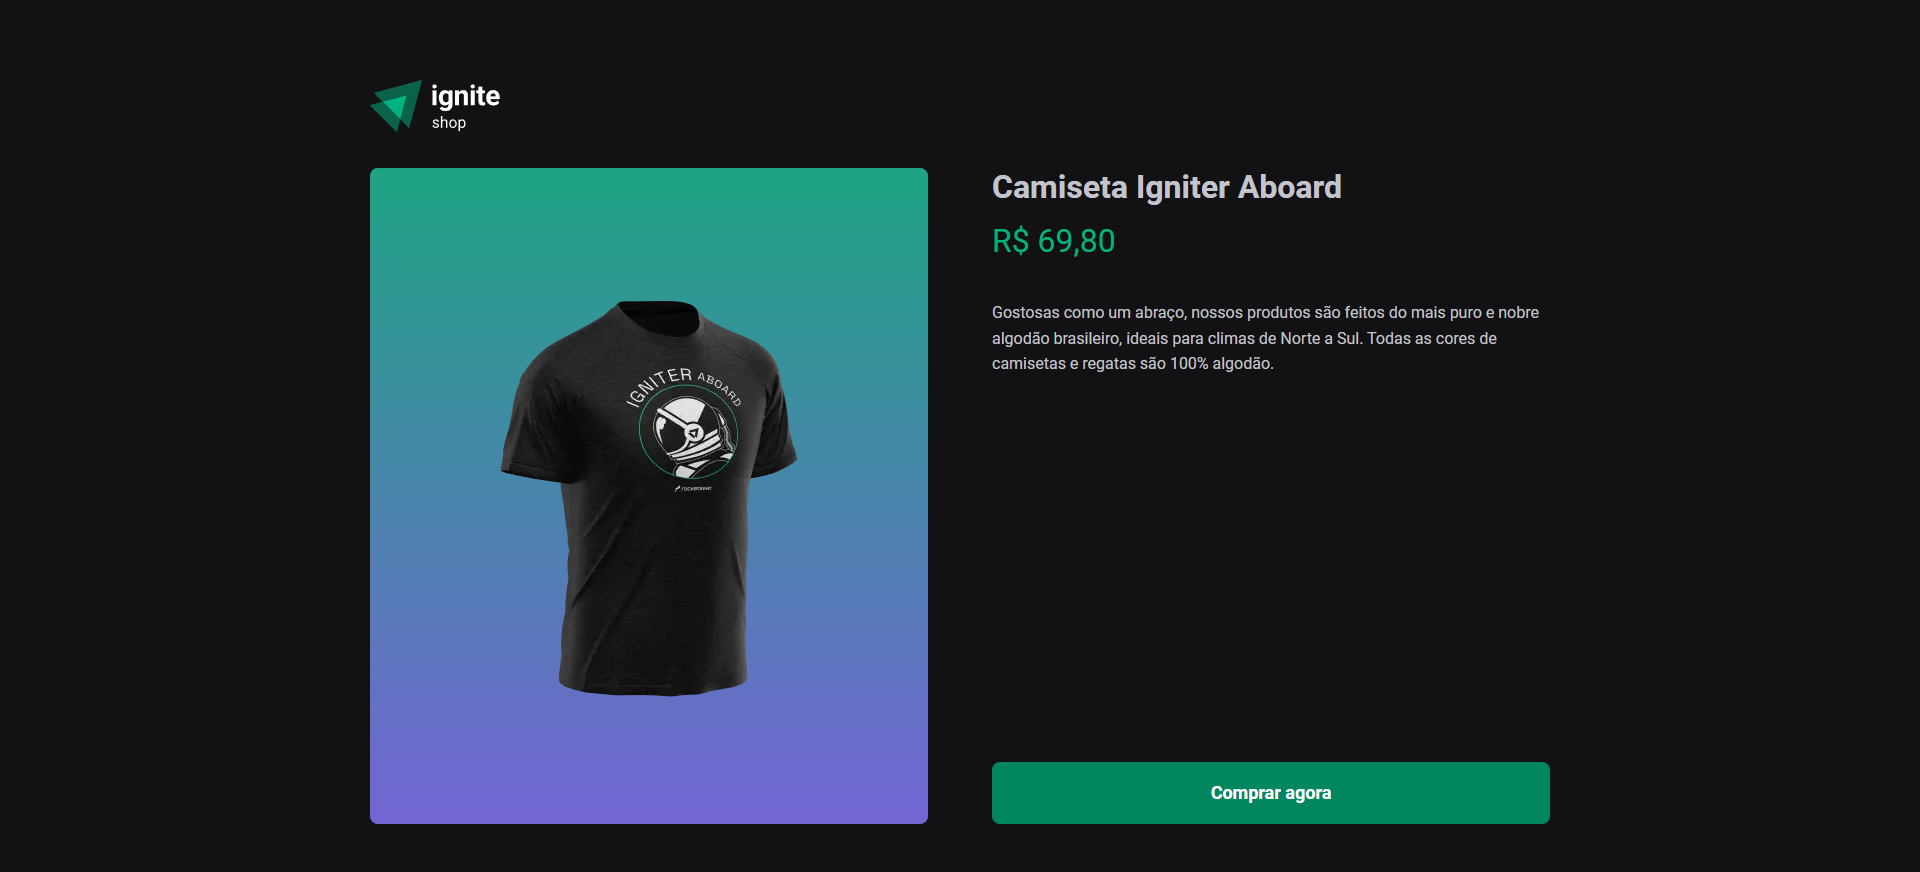 ignite
shop
Camiseta Igniter Aboard
R$ 69,80
Gostosas como um abraço, nossos produtos são feitos do mais puro e nobre
algodão brasileiro, ideais para climas de Norte a Sul. Todas as cores de
camisetas e regatas são 100% algodão.
IGNITER ABOARD
Rocketseat
Comprar agora